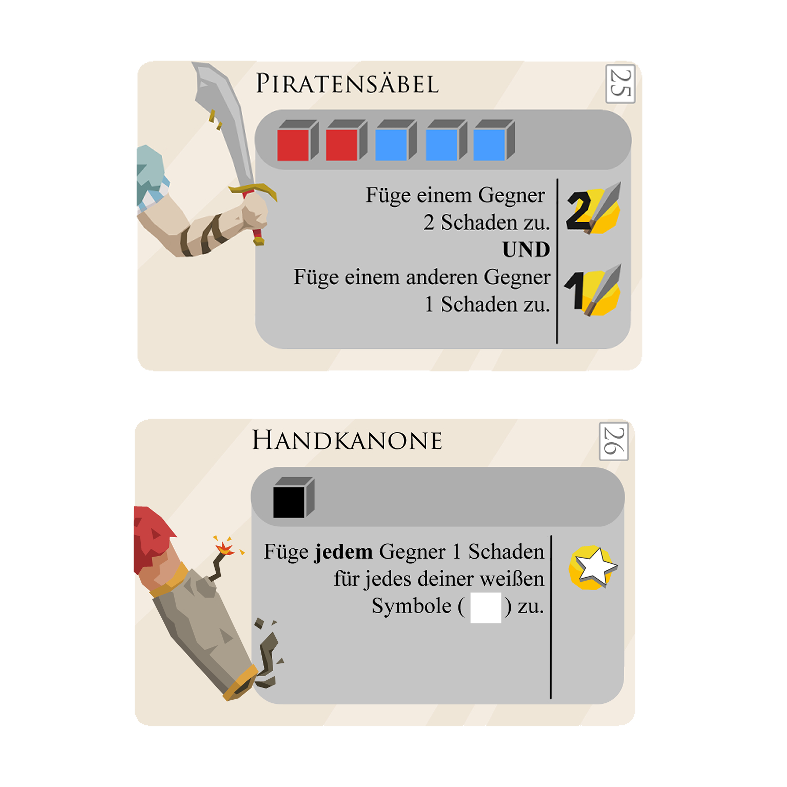 PIRATENSÄBEL
25
Füge einem Gegner
2 Schaden zu.
UND
Füge einem anderen Gegner
1 Schaden zu.
2
1
HANDKANONE
26
Füge jedem Gegner 1 Schaden
für jedes deiner weißen
Symbole ( ) zu.